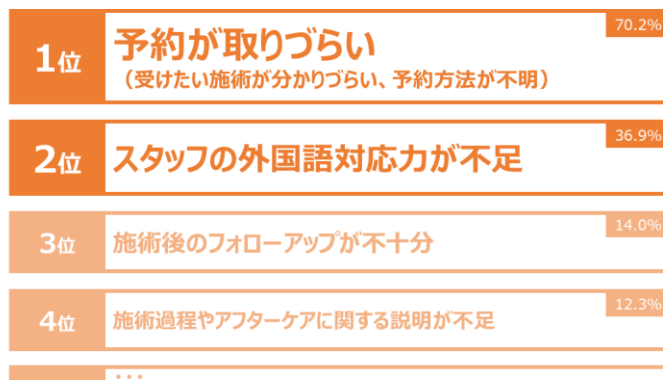 70.2%
1位
予約が取りづらい
（受けたい施術が分かりづらい、予約方法が不明）
36.9%
2位
スタッフの外国語対応力が不足
14.0%
3位
施術後のフォローアップが不十分
12.3%
4位
施術過程やアフターケアに関する説明が不足